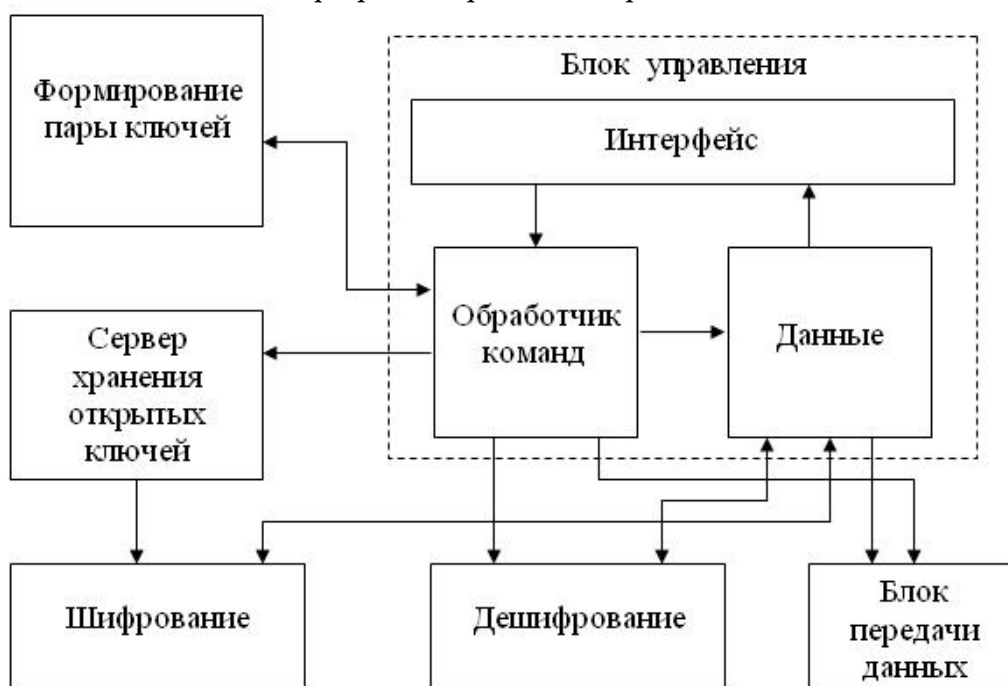 Формирование
пары ключей
Блок управления
Интерфейс
Обработчик
команд
Данные
Сервер
хранения
открытых
ключей
Шифрование
Дешифрование
Блок
передачи
данных